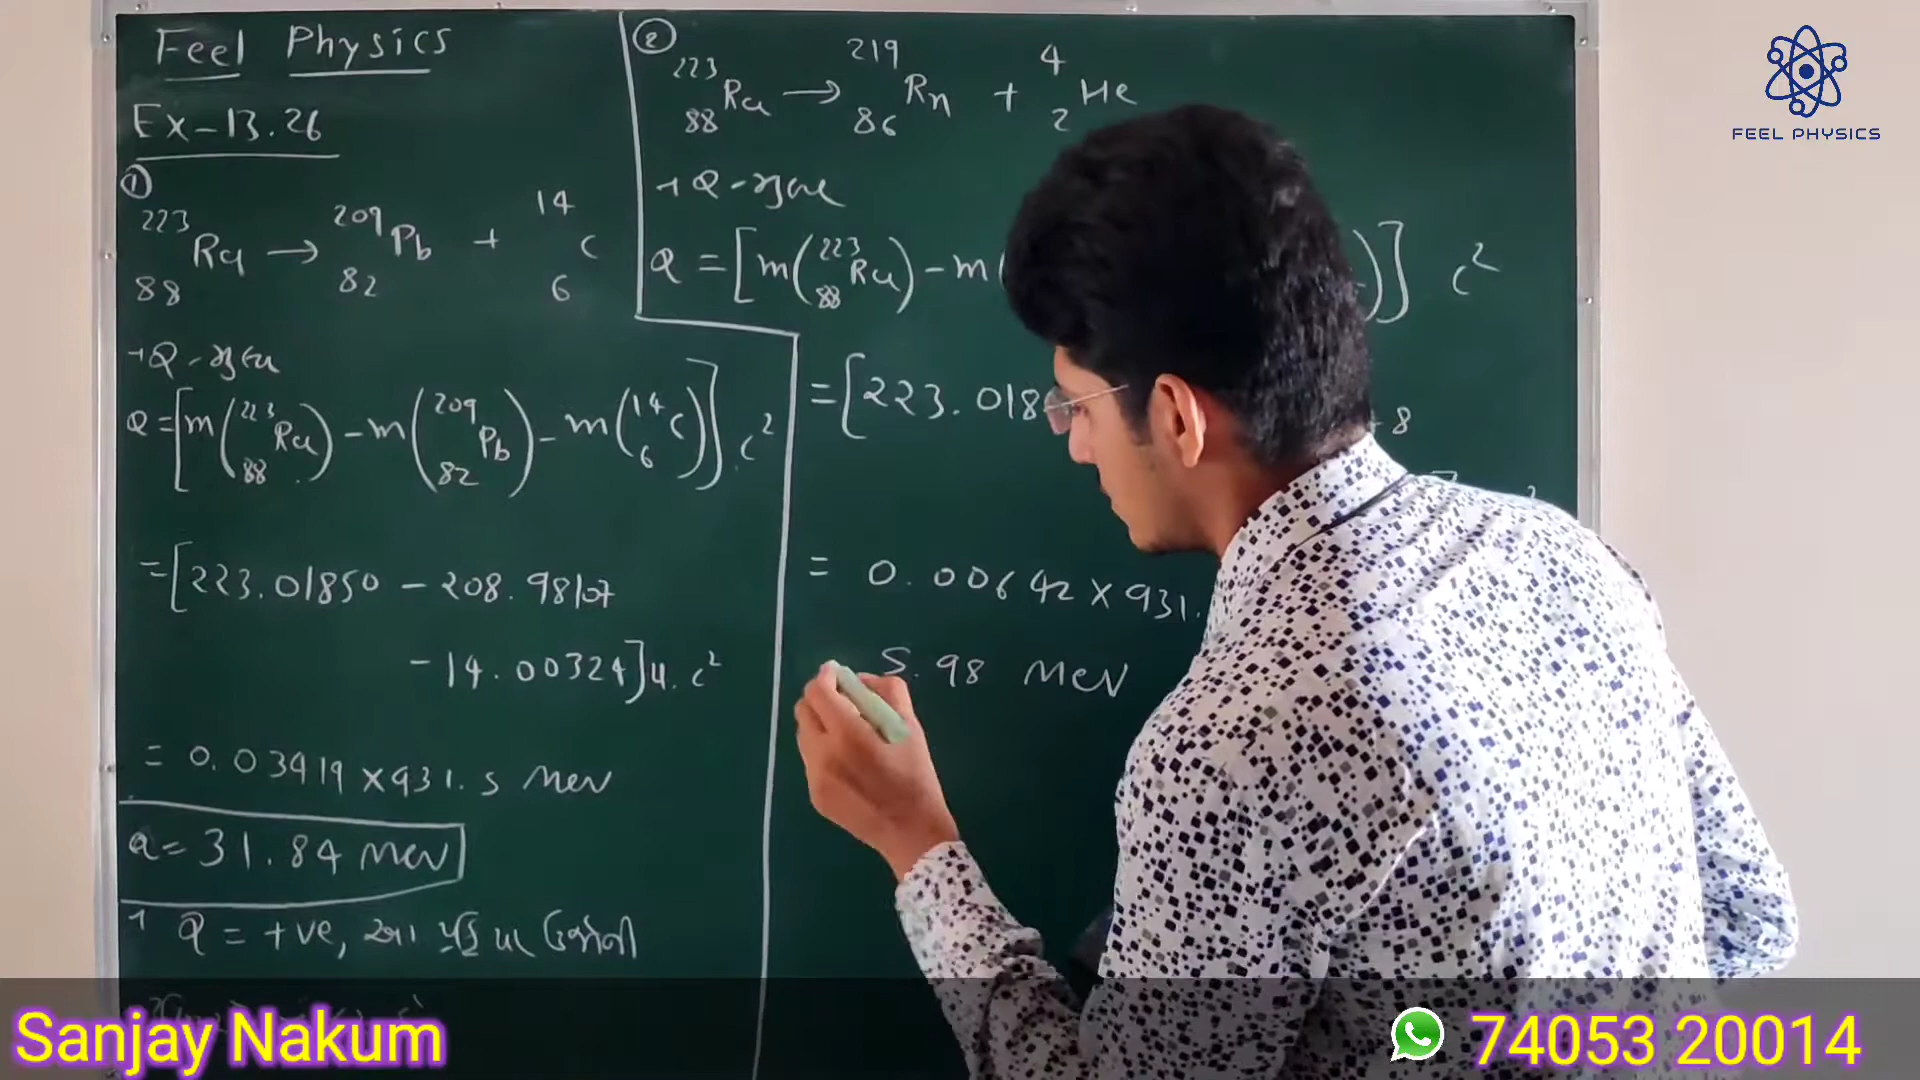 Feel Physics
Ex-13.26
①
²²³₈₈Ra → ²⁰⁹₈₂Pb + ¹⁴₆C
→ Q-મૂલ્ય
Q = [m(²²³₈₈Ra) - m(²⁰⁹₈₂Pb) - m(¹⁴₆C)] c²
= [223.01850 - 208.98107
- 14.00324] u.c²
= 0.03419 × 931.5 MeV
Q = 31.84 MeV
→ Q = +ve, આ
②
²²³₈₈Ra → ²¹⁹₈₆Rn + ⁴₂He
→ Q-મૂલ્ય
Q = [m(²²³₈₈Ra) - m( )] c²
= [223.018
8
= 0.00642 × 931.
5.98 MeV
FEEL PHYSICS
Sanjay Nakum
74053 20014